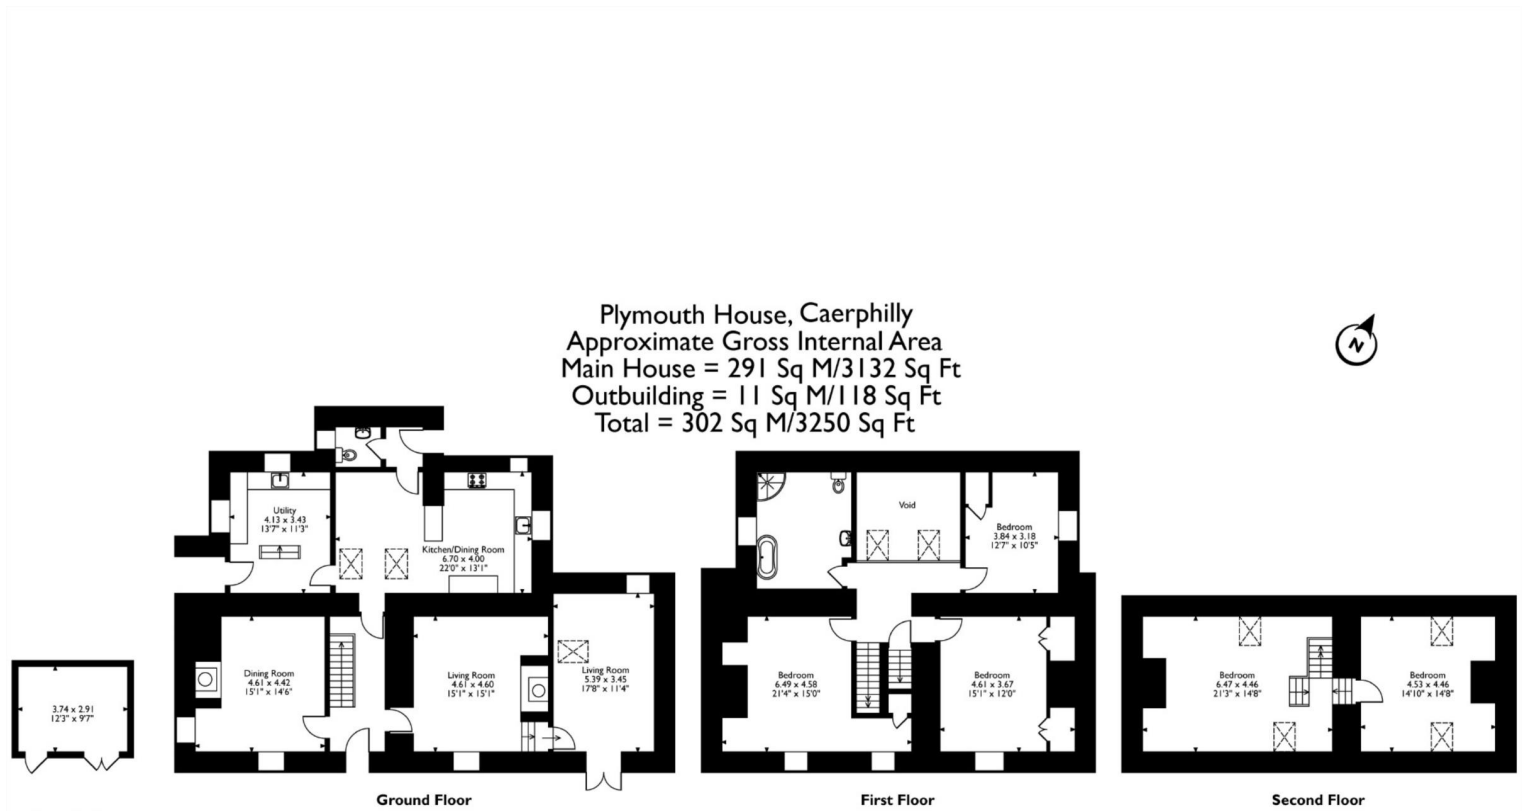 Plymouth House, Caerphilly
Approximate Gross Internal Area
Main House = 291 Sq M/3132 Sq Ft
Outbuilding = 11 Sq M/118 Sq Ft
Total = 302 Sq M/3250 Sq Ft
N
Utility
4.13 x 3.43
13'7" x 11'3"
Kitchen/Dining Room
6.70 x 4.00
22'0" x 13'1"
Dining Room
4.61 x 4.42
15'1" x 14'6"
Living Room
4.61 x 4.60
15'1" x 15'1"
Living Room
5.39 x 3.45
17'8" x 11'4"
3.74 x 2.91
12'3" x 9'7"
Ground Floor
Void
Bedroom
3.84 x 3.18
12'7" x 10'5"
Bedroom
6.49 x 4.58
21'4" x 15'0"
Bedroom
4.61 x 3.67
15'1" x 12'0"
First Floor
Bedroom
6.47 x 4.46
21'3" x 14'8"
Bedroom
4.53 x 4.46
14'10" x 14'8"
Second Floor